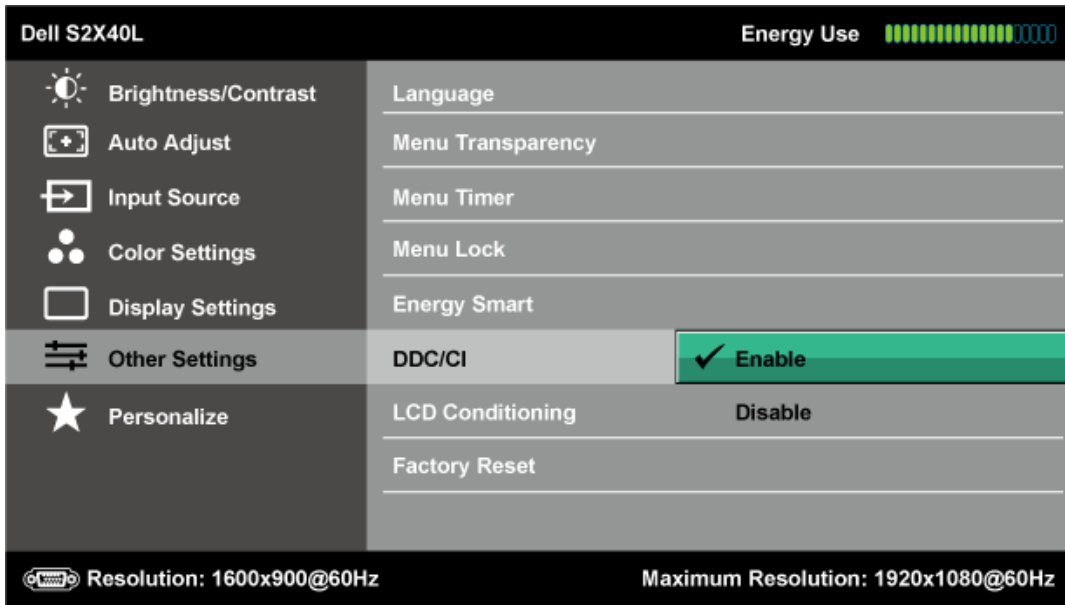 Dell S2X40L
Energy Use
Brightness/Contrast
Auto Adjust
Input Source
Color Settings
Display Settings
Other Settings
Personalize
Language
Menu Transparency
Menu Timer
Menu Lock
Energy Smart
DDC/CI
Enable
LCD Conditioning
Disable
Factory Reset
Resolution: 1600x900@60Hz
Maximum Resolution: 1920x1080@60Hz